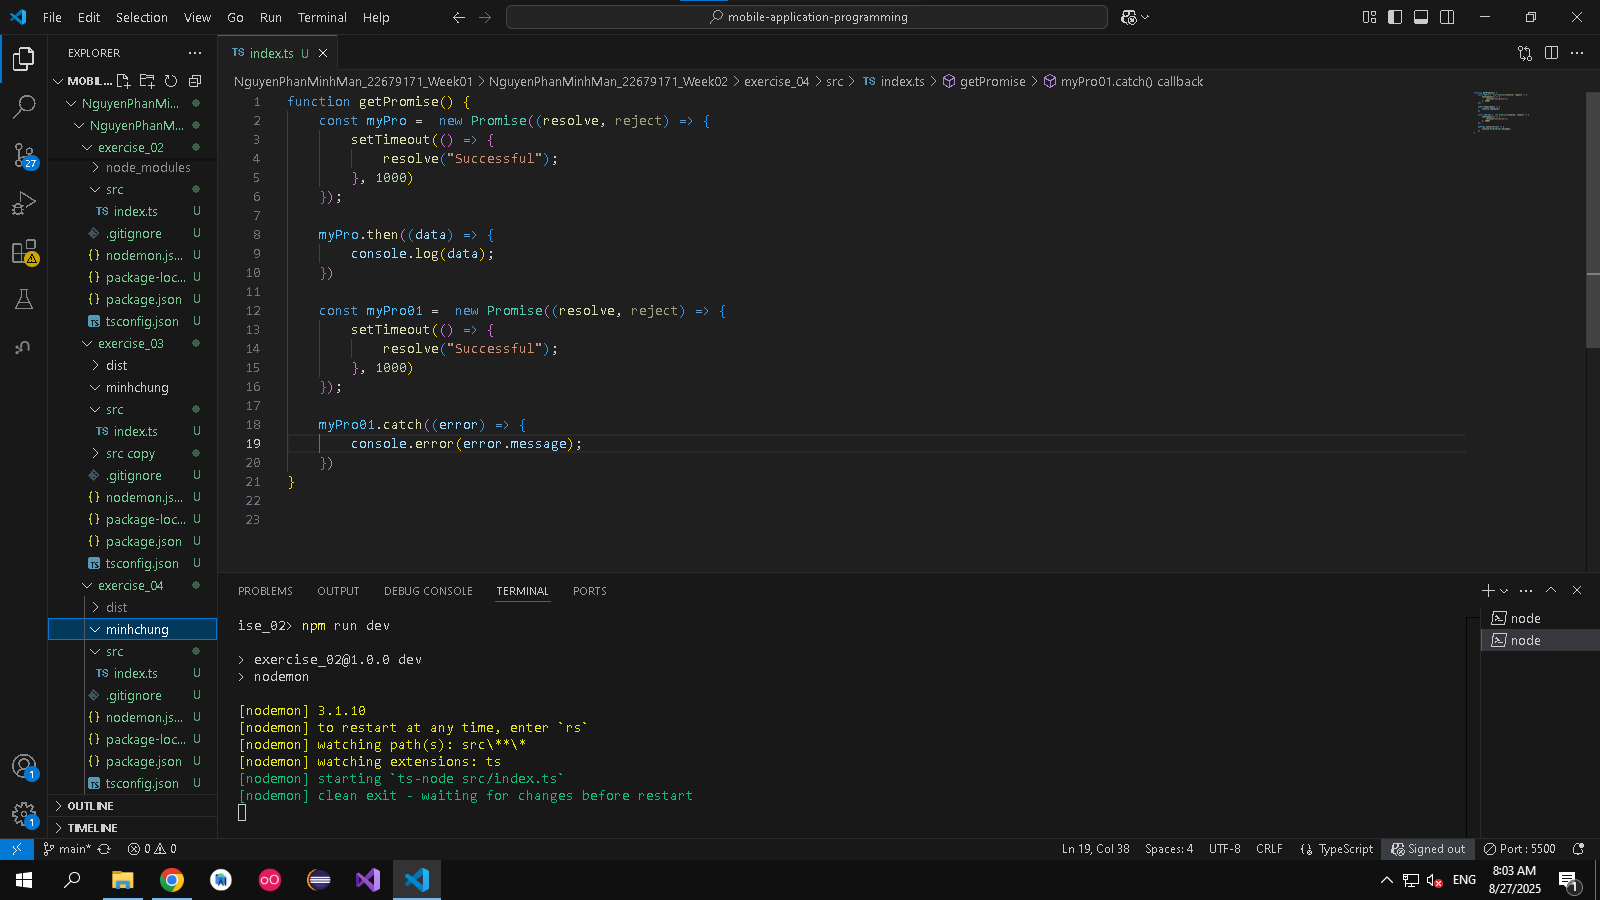 File Edit Selection View Go Run Terminal Help
mobile-application-programming
EXPLORER
MOBIL...
NguyenPhanMi...
NguyenPhanM...
exercise_02
node_modules
src
TS index.ts U
.gitignore U
{} nodemon.js... U
{} package-loc... U
{} package.json U
TS tsconfig.json U
exercise_03
dist
minhchung
src
TS index.ts U
src copy
.gitignore U
{} nodemon.js... U
{} package-loc... U
{} package.json U
TS tsconfig.json U
exercise_04
dist
minhchung
src
TS index.ts U
.gitignore U
{} nodemon.js... U
{} package-loc... U
{} package.json U
TS tsconfig.json U
OUTLINE
TIMELINE
27
1
1
TS index.ts U
NguyenPhanMinhMan_22679171_Week01 > NguyenPhanMinhMan_22679171_Week02 > exercise_04 > src > TS index.ts > getPromise > myPro01.catch() callback
1 function getPromise() {
2 const myPro =  new Promise((resolve, reject) => {
3 setTimeout(() => {
4 resolve("Successful");
5 }, 1000)
6 });
7
8 myPro.then((data) => {
9 console.log(data);
10 })
11
12 const myPro01 =  new Promise((resolve, reject) => {
13 setTimeout(() => {
14 resolve("Successful");
15 }, 1000)
16 });
17
18 myPro01.catch((error) => {
19 console.error(error.message);
20 })
21 }
22
23
PROBLEMS OUTPUT DEBUG CONSOLE TERMINAL PORTS
ise_02> npm run dev
> exercise_02@1.0.0 dev
> nodemon
[nodemon] 3.1.10
[nodemon] to restart at any time, enter `rs`
[nodemon] watching path(s): src\**\*
[nodemon] watching extensions: ts
[nodemon] starting `ts-node src/index.ts`
[nodemon] clean exit - waiting for changes before restart
node
node
main* 0 0 Ln 19, Col 38 Spaces: 4 UTF-8 CRLF {} TypeScript Signed out Port : 5500
ENG
8:03 AM
8/27/2025
1